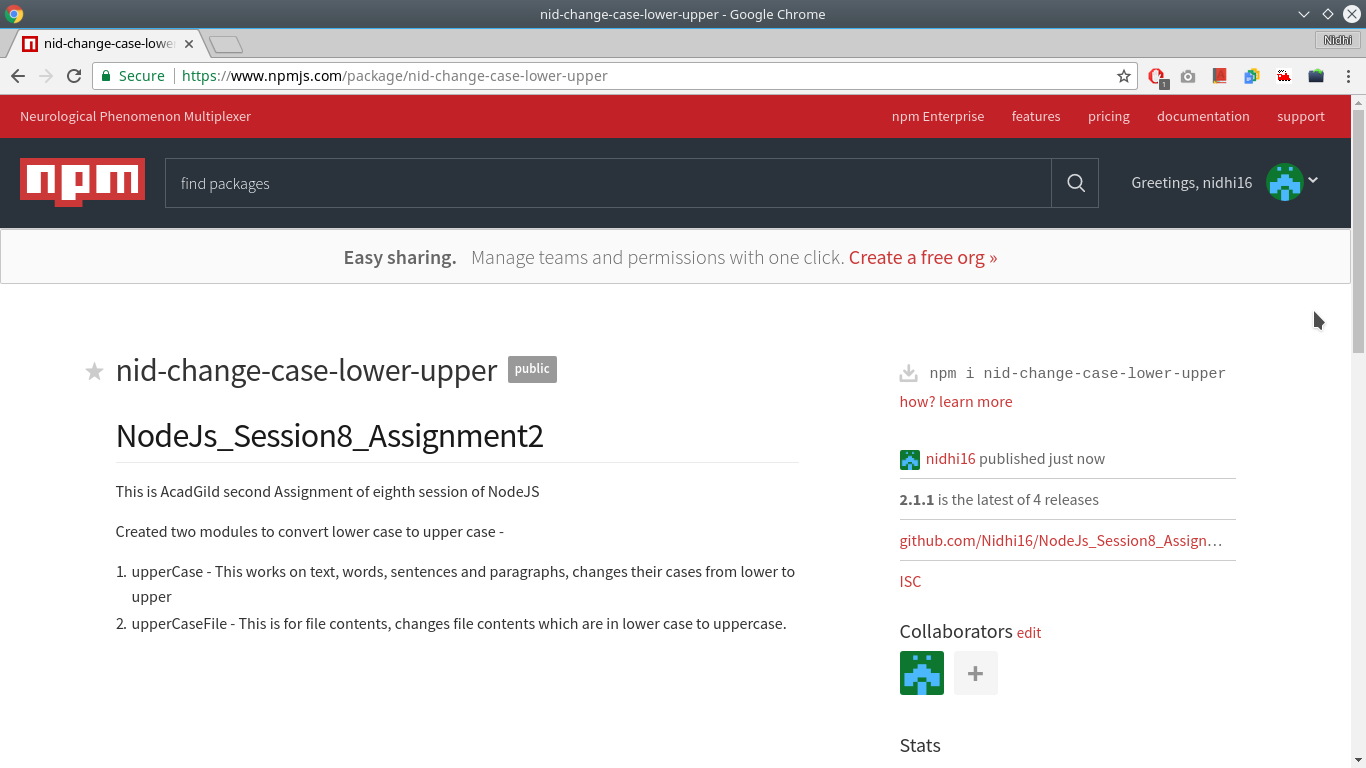 nid-change-case-lower-upper - Google Chrome
nid-change-case-lowe
Nidhi
Secure https://www.npmjs.com/package/nid-change-case-lower-upper
1
Neurological Phenomenon Multiplexer npm Enterprise features pricing documentation support
npm find packages Greetings, nidhi16
Easy sharing. Manage teams and permissions with one click. Create a free org »
nid-change-case-lower-upper public
NodeJs_Session8_Assignment2
This is AcadGild second Assignment of eighth session of NodeJS
Created two modules to convert lower case to upper case -
1. upperCase - This works on text, words, sentences and paragraphs, changes their cases from lower to
upper
2. upperCaseFile - This is for file contents, changes file contents which are in lower case to uppercase.
npm i nid-change-case-lower-upper
how? learn more
nidhi16 published just now
2.1.1 is the latest of 4 releases
github.com/Nidhi16/NodeJs_Session8_Assign…
ISC
Collaborators edit
+
Stats